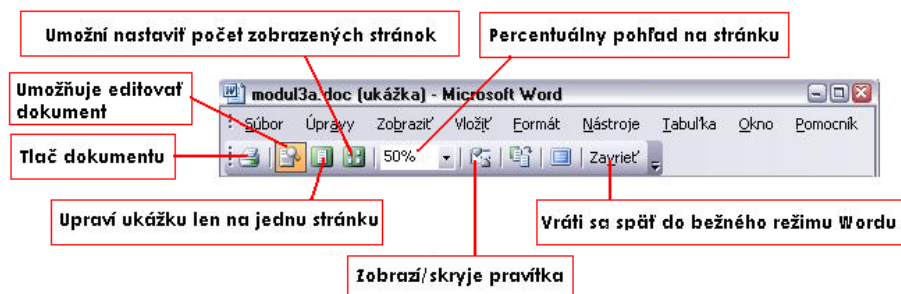 Umožní nastaviť počet zobrazených stránok
Percentuálny pohľad na stránku
Umožňuje editovať
dokument
modul3a.doc (ukážka) - Microsoft Word
Súbor Úpravy Zobraziť Vložiť Formát Nástroje Tabuľka Okno Pomocník
Tlač dokumentu
50% Zavrieť
Upraví ukážku len na jednu stránku
Vráti sa späť do bežného režimu Wordu
Zobrazí/skryje pravítka